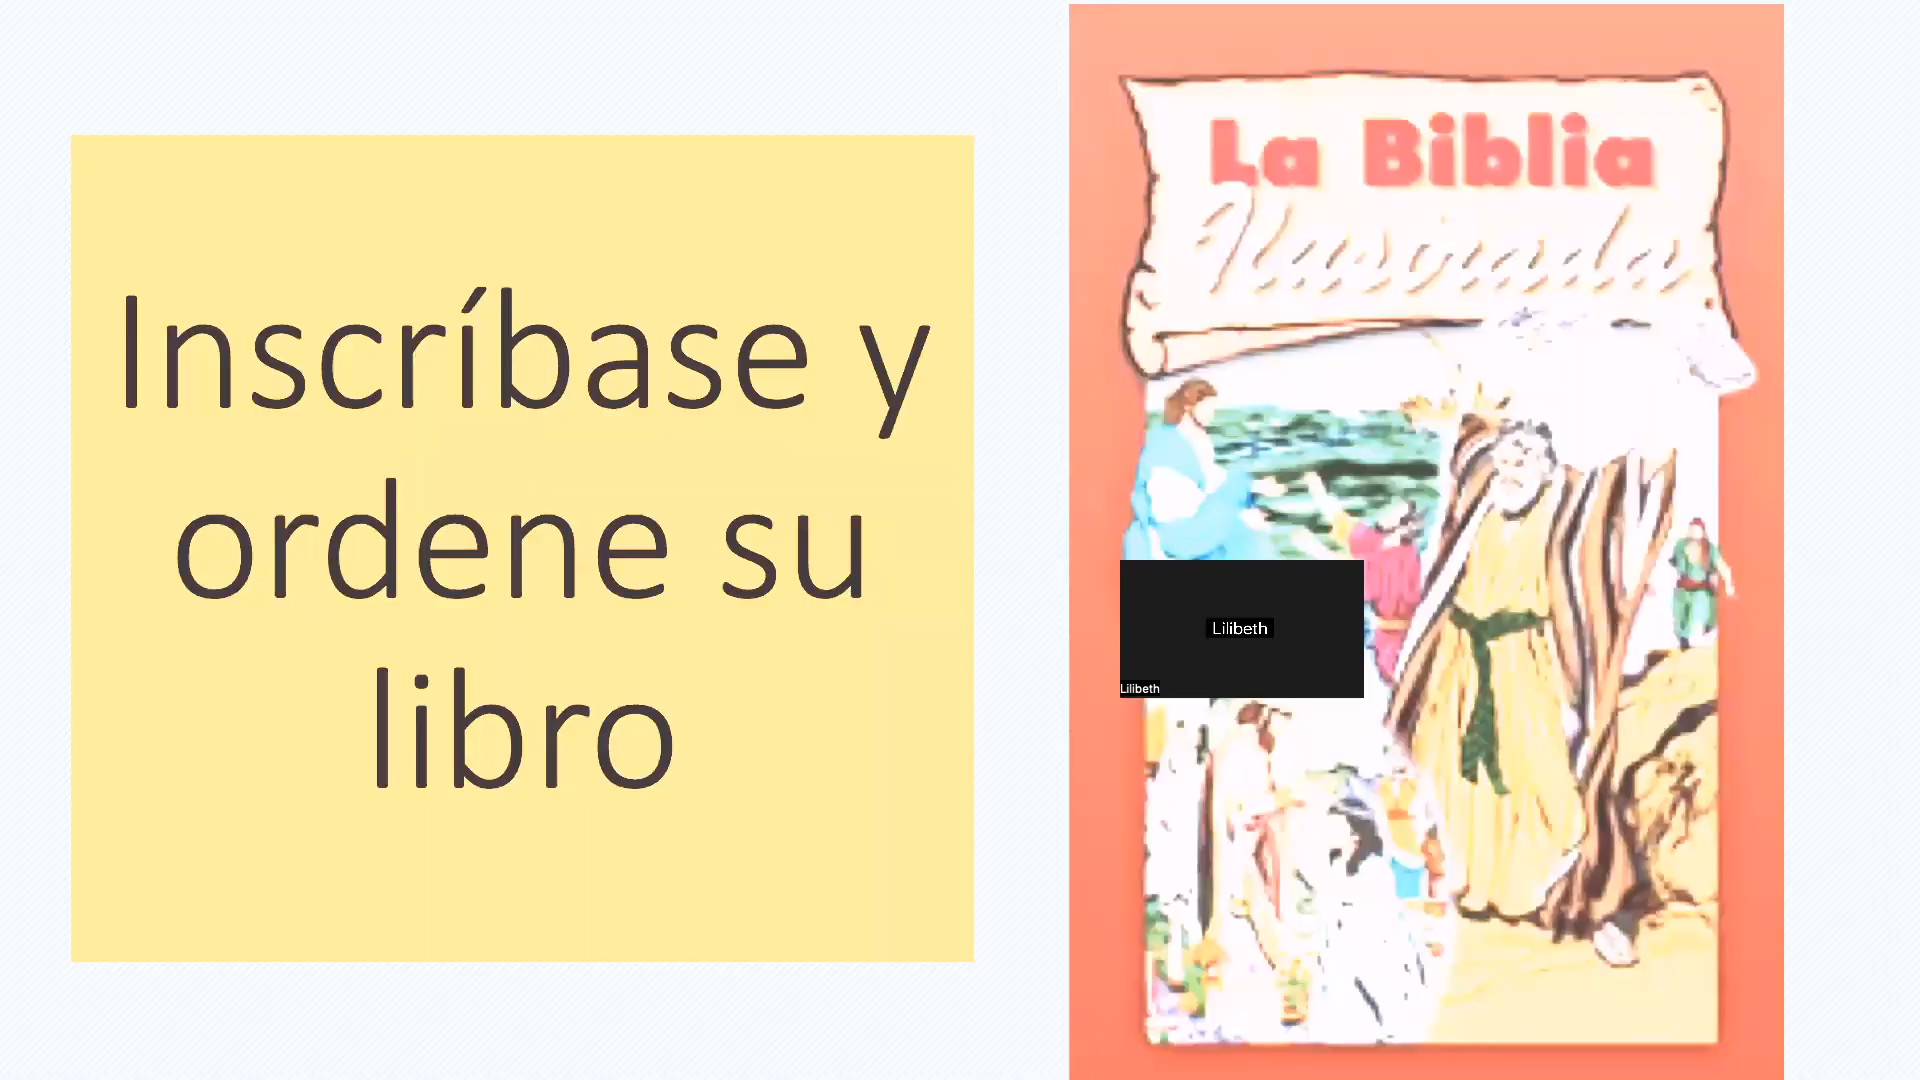 Inscríbase y
ordene su
libro
La Biblia
Ilustrada
Lilibeth
Lilibeth